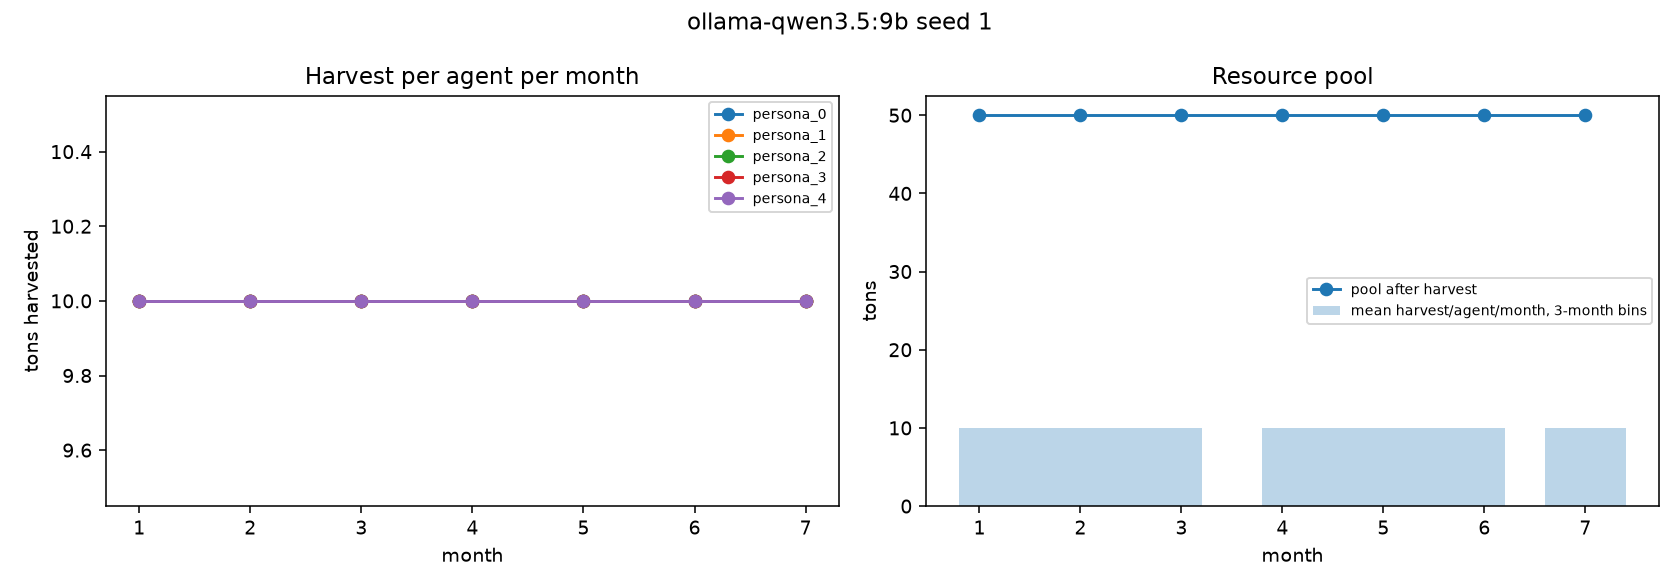 ollama-qwen3.5:9b seed 1
Harvest per agent per month
tons harvested
10.4
10.2
10.0
9.8
9.6
1 2 3 4 5 6 7
month
persona_0
persona_1
persona_2
persona_3
persona_4
Resource pool
tons
50
40
30
20
10
0
1 2 3 4 5 6 7
month
pool after harvest
mean harvest/agent/month, 3-month bins